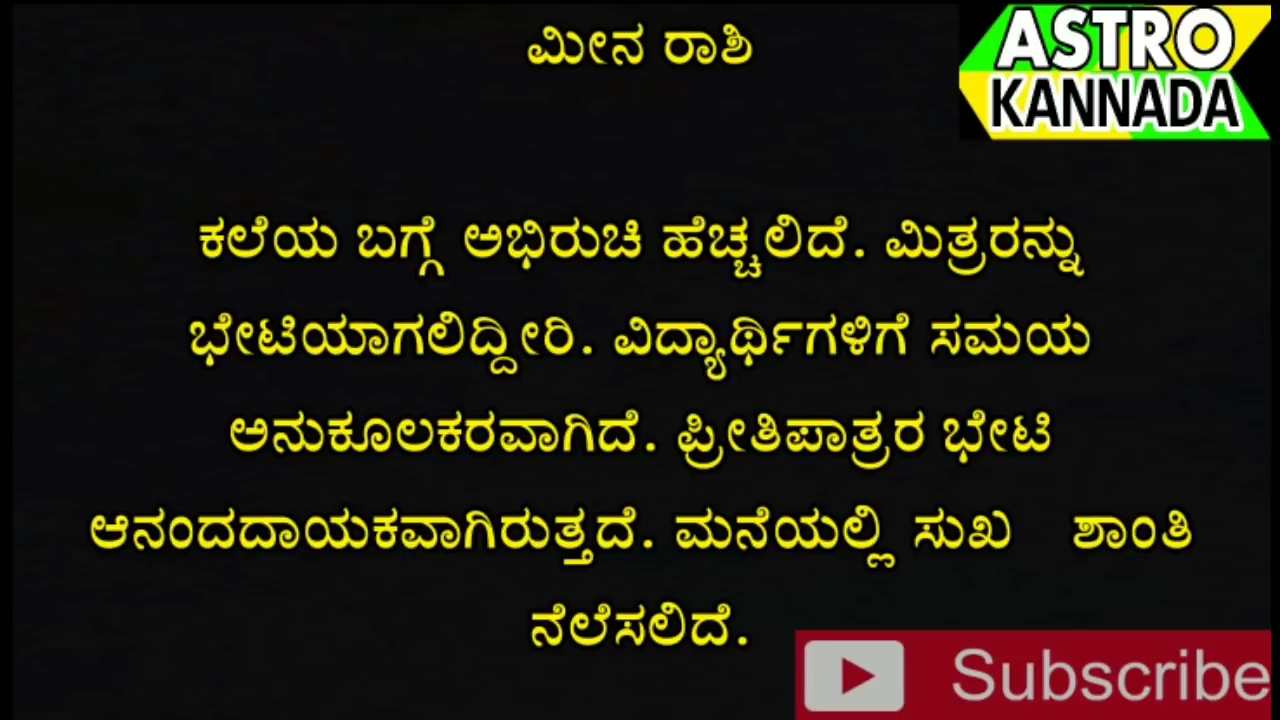 ಮೀನ ರಾಶಿ
ASTRO
KANNADA
ಕಲೆಯ ಬಗ್ಗೆ ಅಭಿರುಚಿ ಹೆಚ್ಚಲಿದೆ. ಮಿತ್ರರನ್ನು
ಭೇಟಿಯಾಗಲಿದ್ದೀರಿ. ವಿದ್ಯಾರ್ಥಿಗಳಿಗೆ ಸಮಯ
ಅನುಕೂಲಕರವಾಗಿದೆ. ಪ್ರೀತಿಪಾತ್ರರ ಭೇಟಿ
ಆನಂದದಾಯಕವಾಗಿರುತ್ತದೆ. ಮನೆಯಲ್ಲಿ ಸುಖ ಶಾಂತಿ
ನೆಲೆಸಲಿದೆ.
Subscribe